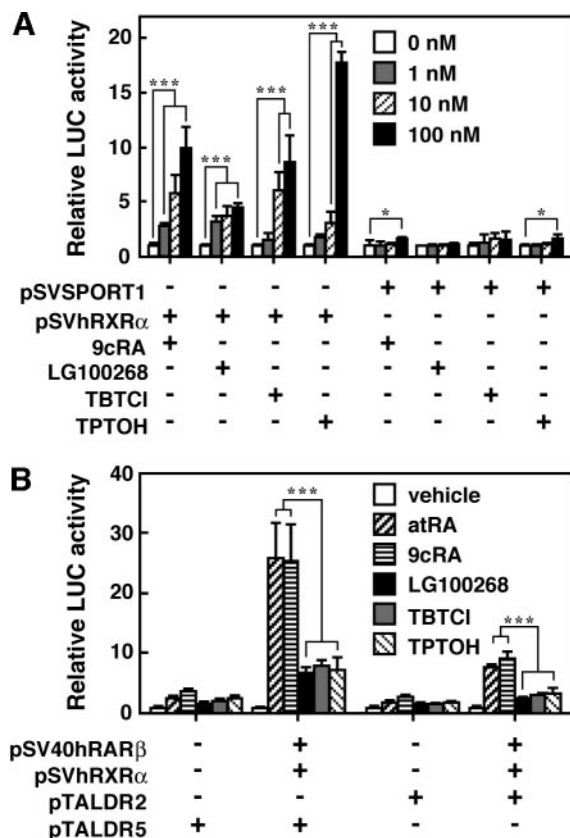 A
Relative LUC activity
20
15
10
5
0
0 nM
1 nM
10 nM
100 nM
*** *** *** *** * *
pSVSPORT1 - - - - + + + +
pSVhRXRα + + + + - - - -
9cRA + - - - + - - -
LG100268 - + - - - + - -
TBTCl - - + - - - + -
TPTOH - - - + - - - +
B
Relative LUC activity
40
30
20
10
0
vehicle
atRA
9cRA
LG100268
TBTCl
TPTOH
*** ***
pSV40hRARβ - + - +
pSVhRXRα - + - +
pTALDR2 - - + +
pTALDR5 + + - -